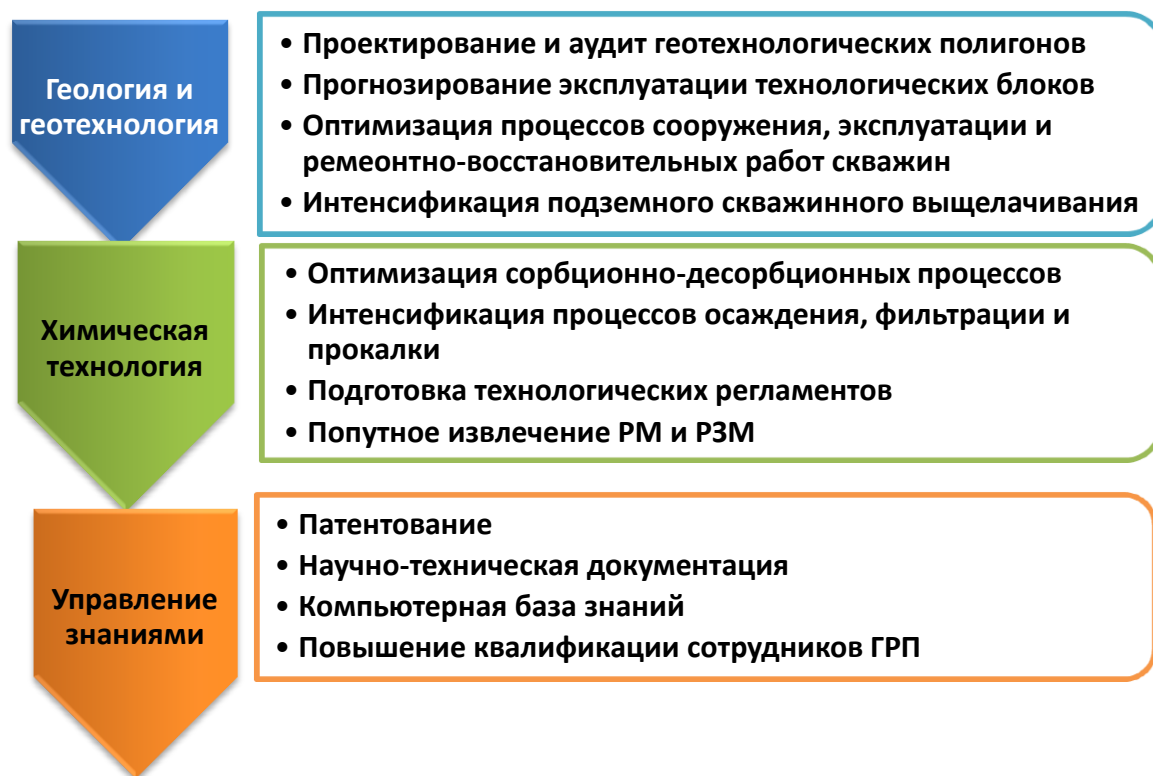 Геология и
геотехнология
• Проектирование и аудит геотехнологических полигонов
• Прогнозирование эксплуатации технологических блоков
• Оптимизация процессов сооружения, эксплуатации и
ремеонтно-восстановительных работ скважин
• Интенсификация подземного скважинного выщелачивания
Химическая
технология
• Оптимизация сорбционно-десорбционных процессов
• Интенсификация процессов осаждения, фильтрации и
прокалки
• Подготовка технологических регламентов
• Попутное извлечение РМ и РЗМ
Управление
знаниями
• Патентование
• Научно-техническая документация
• Компьютерная база знаний
• Повышение квалификации сотрудников ГРП